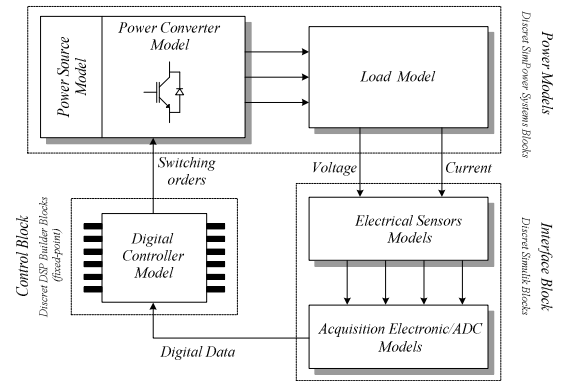 Power Source
Model
Power Converter
Model
Load Model
Power Models
Discret SimPower Systems Blocks
Switching
orders
Voltage
Current
Control Block
Discret DSP Builder Blocks
(fixed-point)
Digital
Controller
Model
Electrical Sensors
Models
Interface Block
Discret Simulik Blocks
Acquisition Electronic/ADC
Models
Digital Data